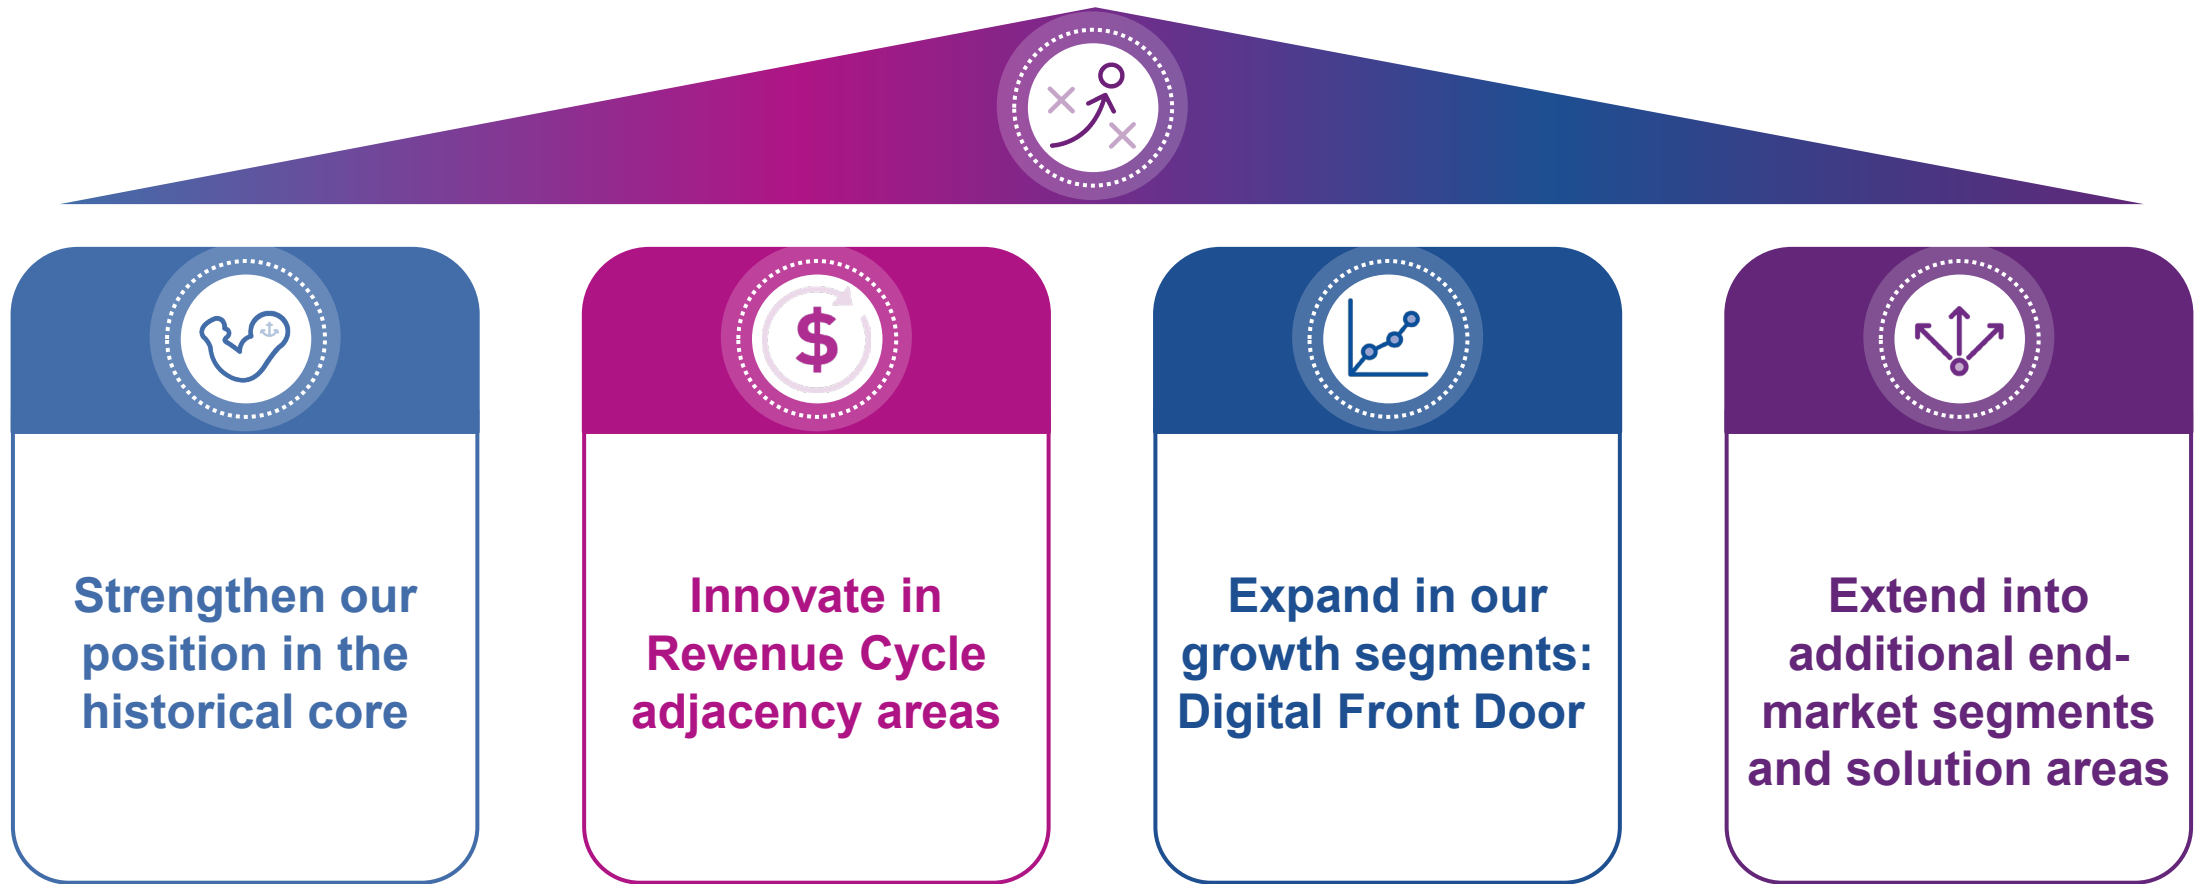 Strengthen our
position in the
historical core
Innovate in
Revenue Cycle
adjacency areas
Expand in our
growth segments:
Digital Front Door
Extend into
additional end-
market segments
and solution areas